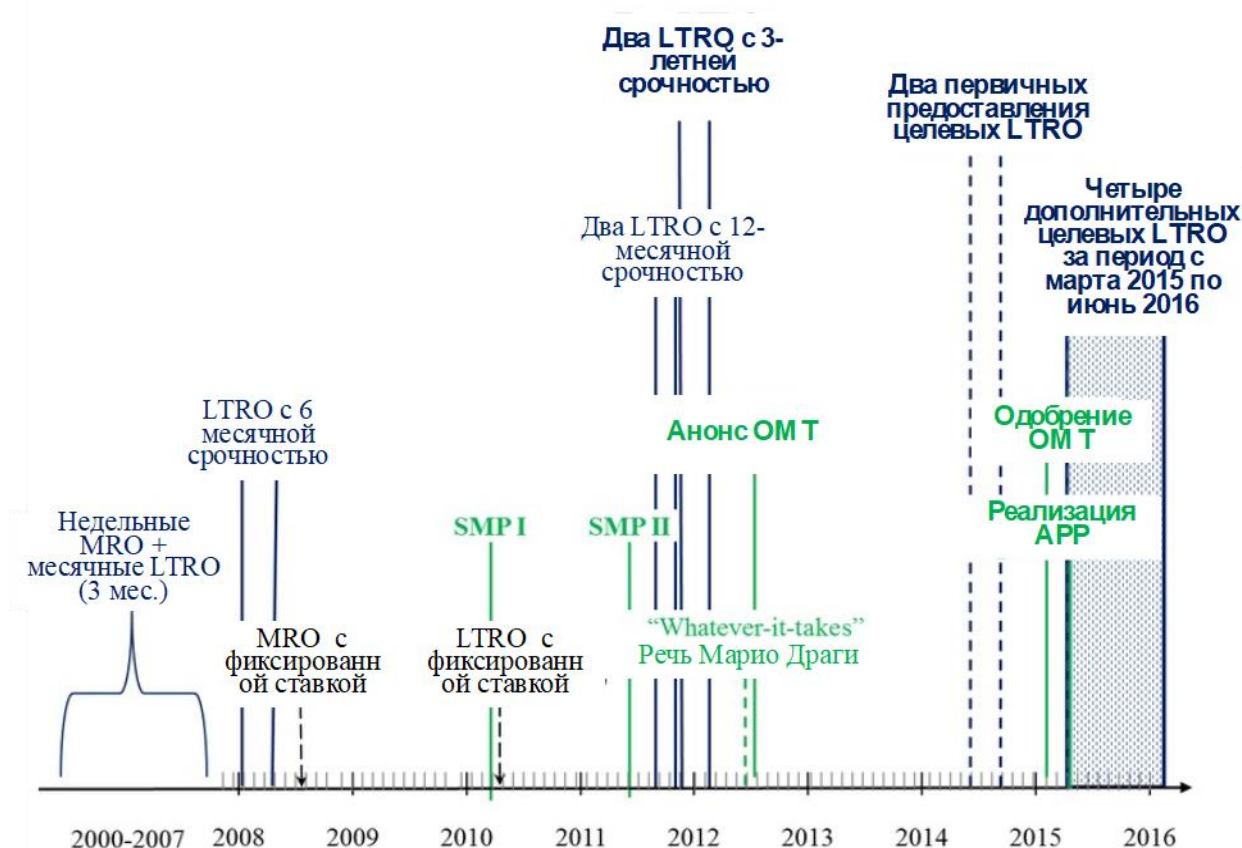 Два LTRO с 3-
летней
срочностью
Два первичных
предоставления
целевых LTRO
Четыре
дополнительных
целевых LTRO
за период с
марта 2015 по
июнь 2016
Два LTRO с 12-
месячной
срочностью
LTRO с 6
месячной
срочностью
Анонс OMT
Одобрение
OMT
Недельные
MRO +
месячные LTRO
(3 мес.)
SMP I
SMP II
Реализация
APP
MRO с
фиксированн
ой ставкой
LTRO с
фиксированн
ой ставкой
“Whatever-it-takes”
Речь Марио Драги
2000-2007 2008 2009 2010 2011 2012 2013 2014 2015 2016